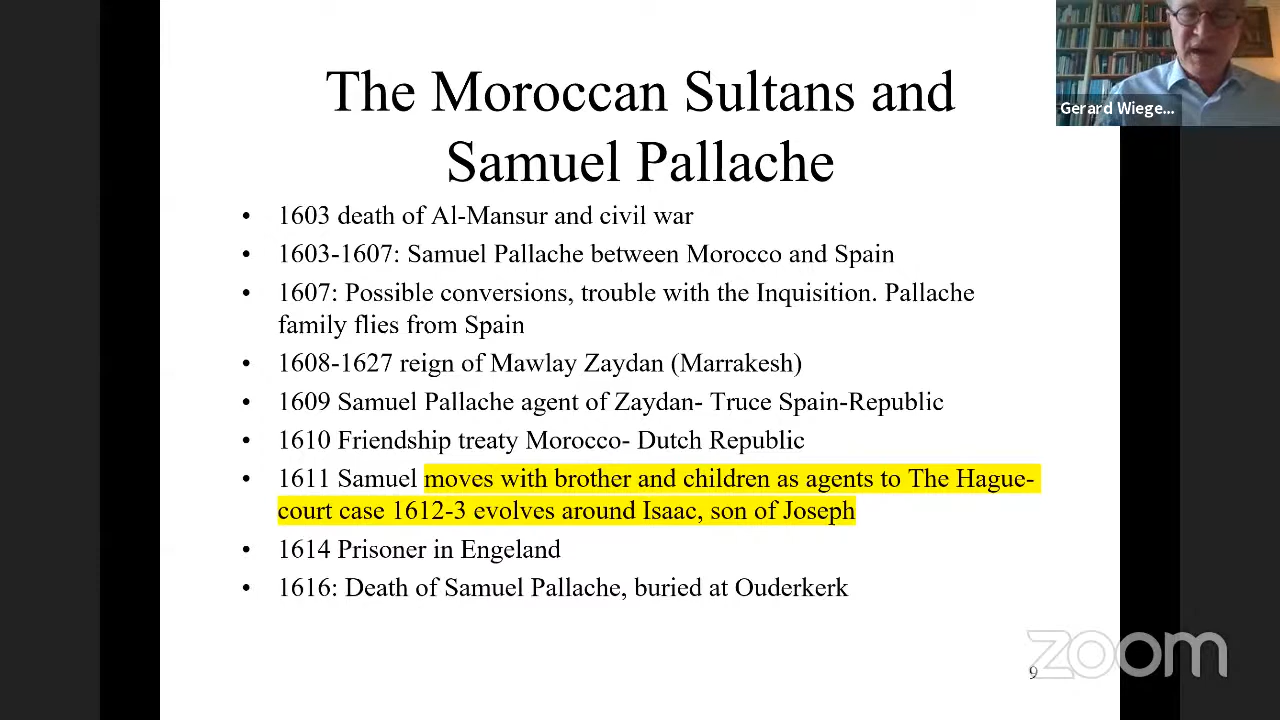 The Moroccan Sultans and
Samuel Pallache
Gerard Wiege...
• 1603 death of Al-Mansur and civil war
• 1603-1607: Samuel Pallache between Morocco and Spain
• 1607: Possible conversions, trouble with the Inquisition. Pallache
family flies from Spain
• 1608-1627 reign of Mawlay Zaydan (Marrakesh)
• 1609 Samuel Pallache agent of Zaydan- Truce Spain-Republic
• 1610 Friendship treaty Morocco- Dutch Republic
• 1611 Samuel moves with brother and children as agents to The Hague-
court case 1612-3 evolves around Isaac, son of Joseph
• 1614 Prisoner in Engeland
• 1616: Death of Samuel Pallache, buried at Ouderkerk
zoom
9